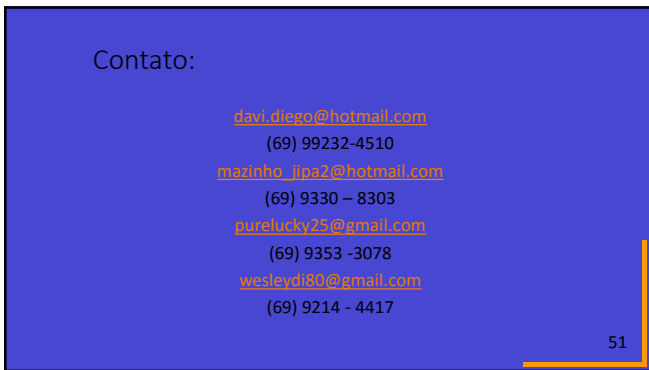 Contato:
davi.diego@hotmail.com
(69) 99232-4510
mazinho_jipa2@hotmail.com
(69) 9330 – 8303
purelucky25@gmail.com
(69) 9353 -3078
wesleydi80@gmail.com
(69) 9214 - 4417
51